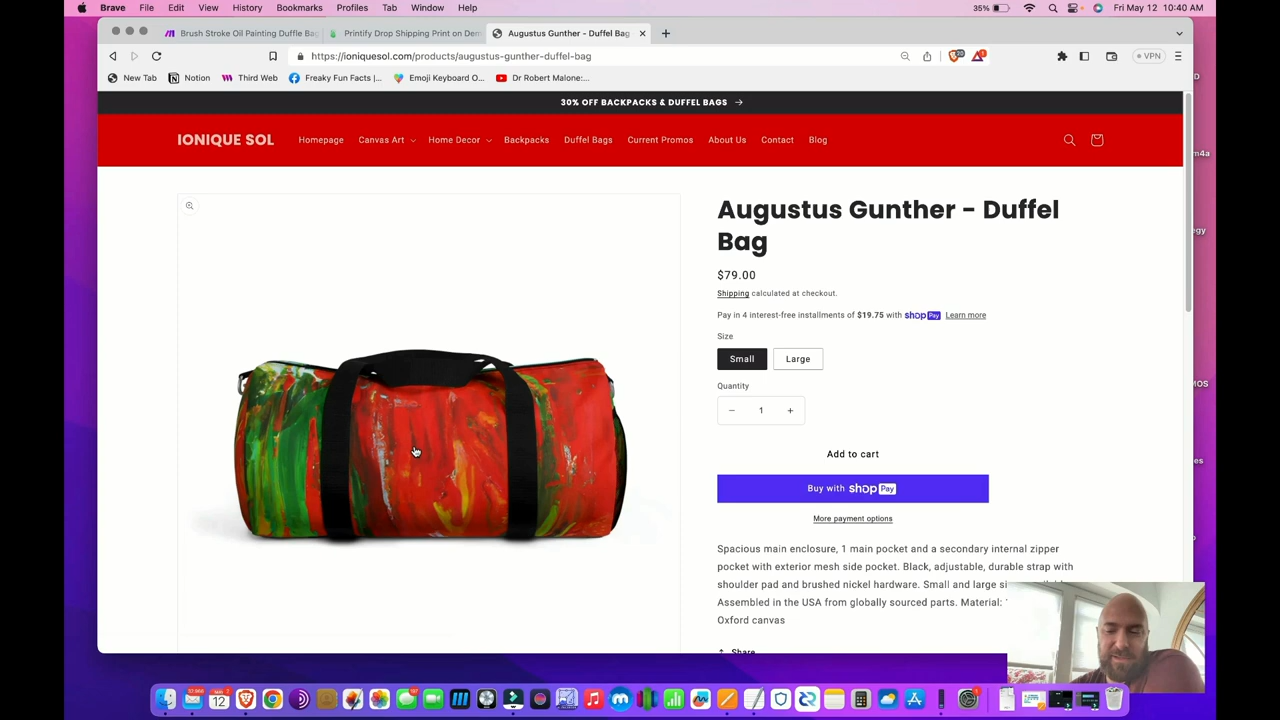 Brave File Edit View History Bookmarks Profiles Tab Window Help 35% Fri May 12 10:40 AM
Brush Stroke Oil Painting Duffle Bag Printify Drop Shipping Print on Dem Augustus Gunther - Duffel Bag
https://ioniquesol.com/products/augustus-gunther-duffel-bag VPN
New Tab Notion Third Web Freaky Fun Facts |... Emoji Keyboard O... Dr Robert Malone:...
30% OFF BACKPACKS & DUFFEL BAGS →
IONIQUE SOL Homepage Canvas Art Home Decor Backpacks Duffel Bags Current Promos About Us Contact Blog
Augustus Gunther - Duffel
Bag
$79.00
Shipping calculated at checkout.
Pay in 4 interest-free installments of $19.75 with shop Pay Learn more
Size
Small Large
Quantity
− 1 +
Add to cart
Buy with shop Pay
More payment options
Spacious main enclosure, 1 main pocket and a secondary internal zipper
pocket with exterior mesh side pocket. Black, adjustable, durable strap with
shoulder pad and brushed nickel hardware. Small and large
Assembled in the USA from globally sourced parts. Material:
Oxford canvas
Share